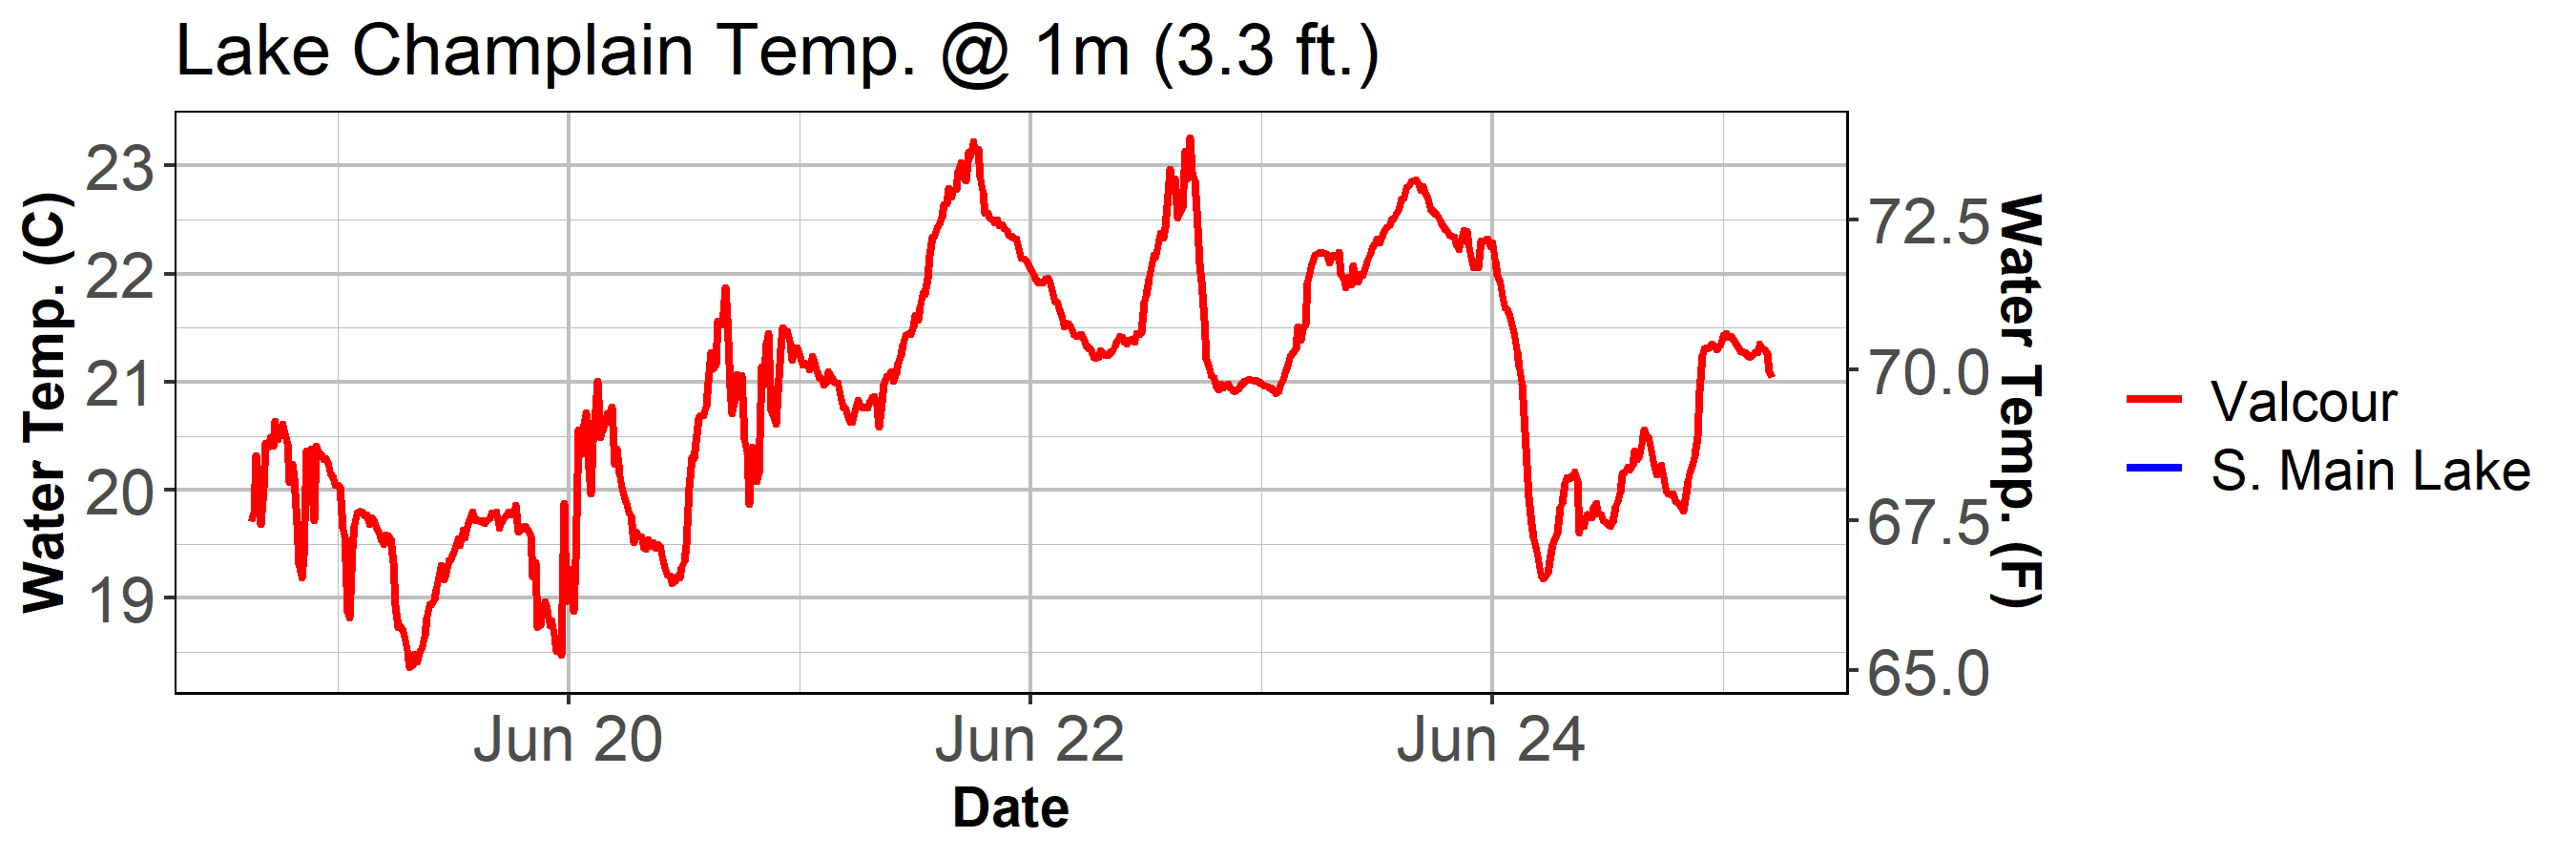 Lake Champlain Temp. @ 1m (3.3 ft.)
Water Temp. (C)
23
22
21
20
19
72.5
70.0
67.5
65.0
Water Temp. (F)
Jun 20
Jun 22
Jun 24
Date
Valcour
S. Main Lake